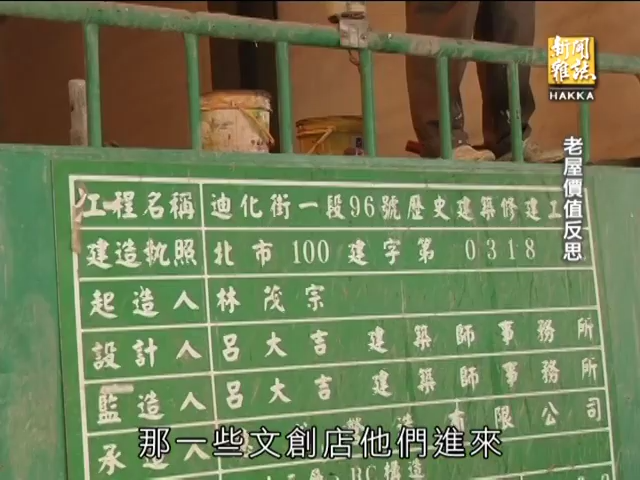 新聞雜誌
HAKKA
老屋價值反思
工程名稱 迪化街一段96號歷史建築修建工
建造執照 北市100建字第 0318
起造人 林茂宗
設計人 呂大吉建築師事務所
監造人 呂大吉建築師事務所
承造人 造有限公司
RC構造
那一些文創店他們進來